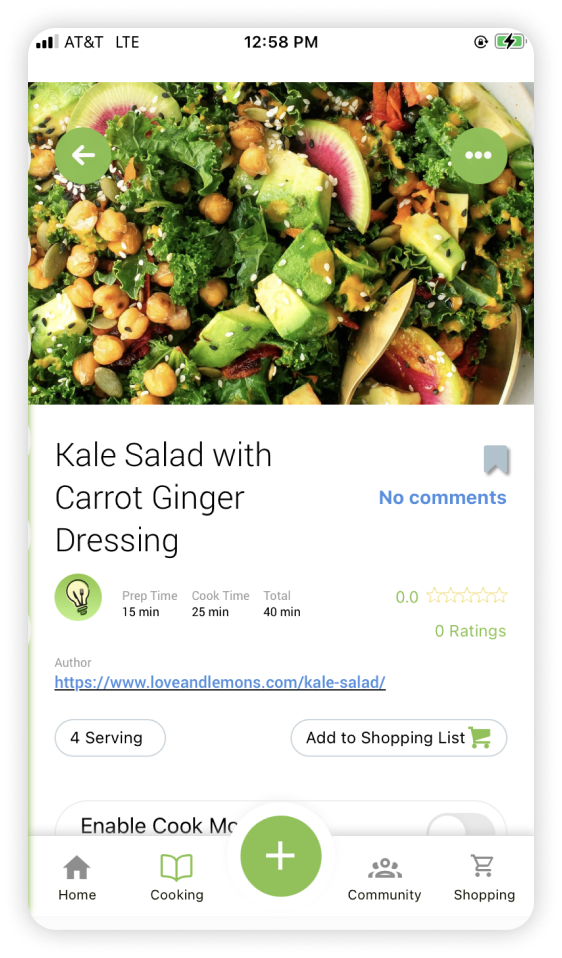 AT&T LTE 12:58 PM
Kale Salad with
Carrot Ginger
Dressing
No comments
Prep Time Cook Time Total
15 min 25 min 40 min
0.0
0 Ratings
Author
https://www.loveandlemons.com/kale-salad/
4 Serving
Add to Shopping List
Enable Cook Mo
Home Cooking Community Shopping